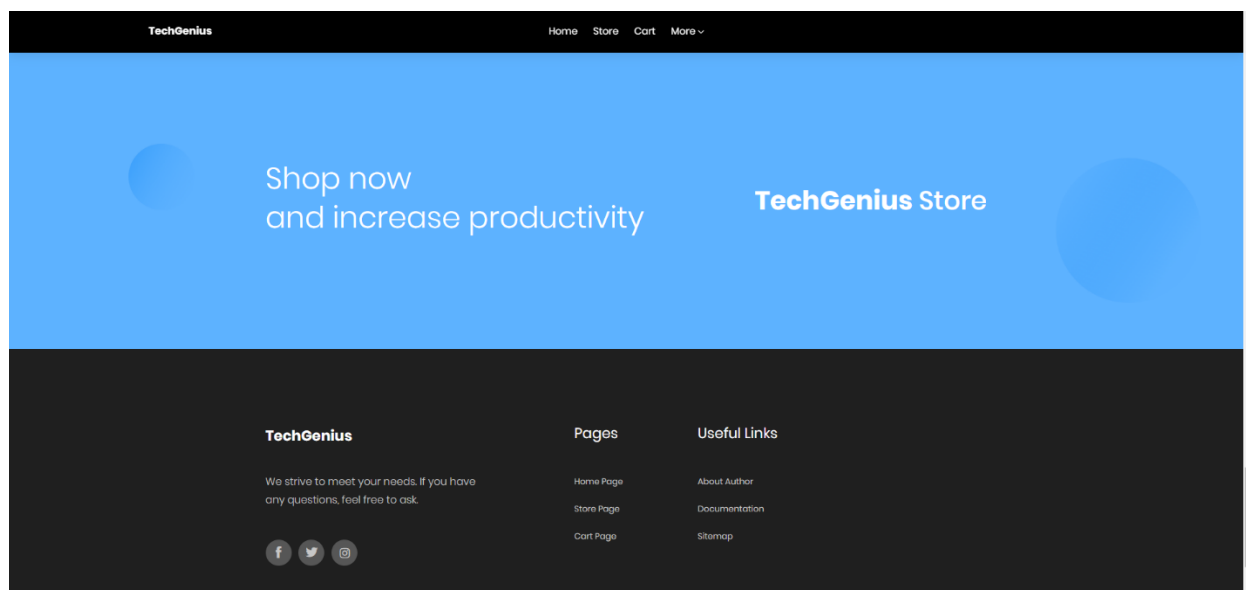 TechGenius
Home Store Cart More
Shop now
and increase productivity
TechGenius Store
TechGenius
We strive to meet your needs. If you have
any questions, feel free to ask.
Pages
Home Page
Store Page
Cart Page
Useful Links
About Author
Documentation
Sitemap